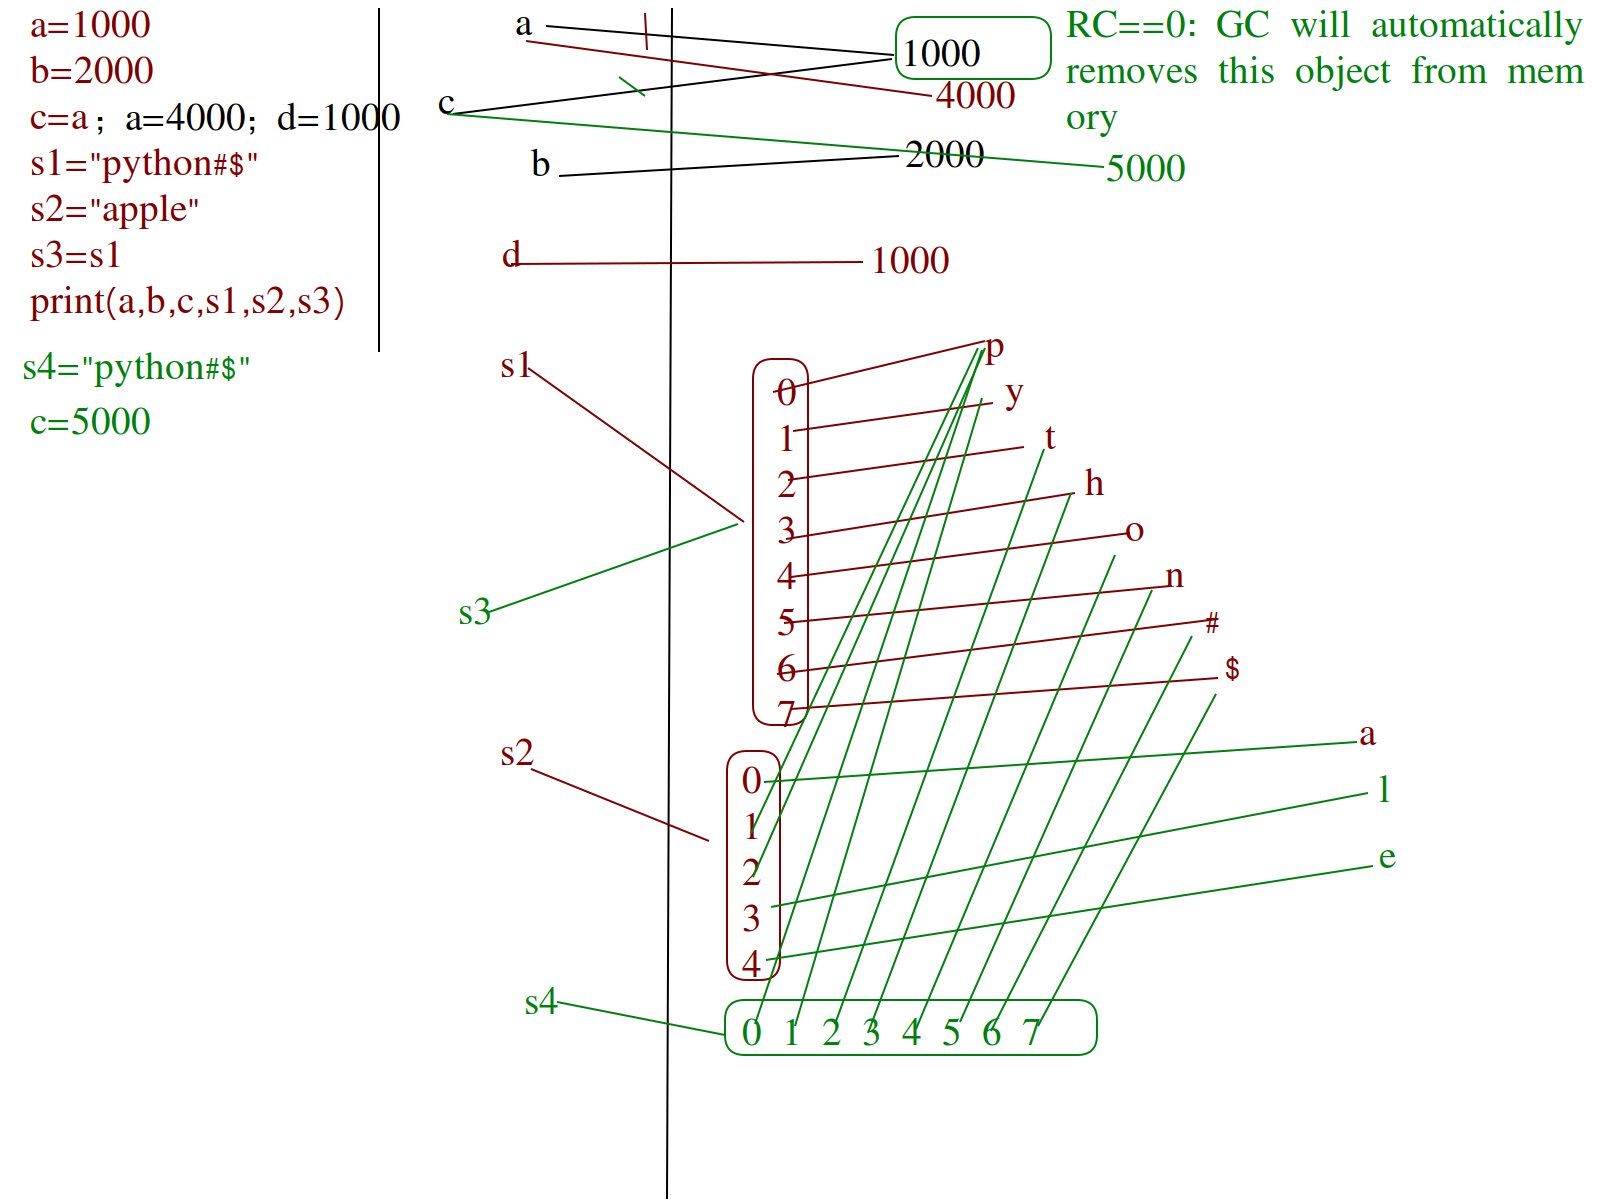 a=1000
b=2000
c=a; a=4000; d=1000
s1="python#$"
s2="apple"
s3=s1
print(a,b,c,s1,s2,s3)
s4="python#$"
c=5000
a
1000
4000
c
b
2000
5000
RC==0: GC will automatically
removes this object from mem
ory
d
1000
s1
s3
0
1
2
3
4
5
6
7
p
y
t
h
o
n
#
$
s2
0
1
2
3
4
a
l
e
s4
0 1 2 3 4 5 6 7